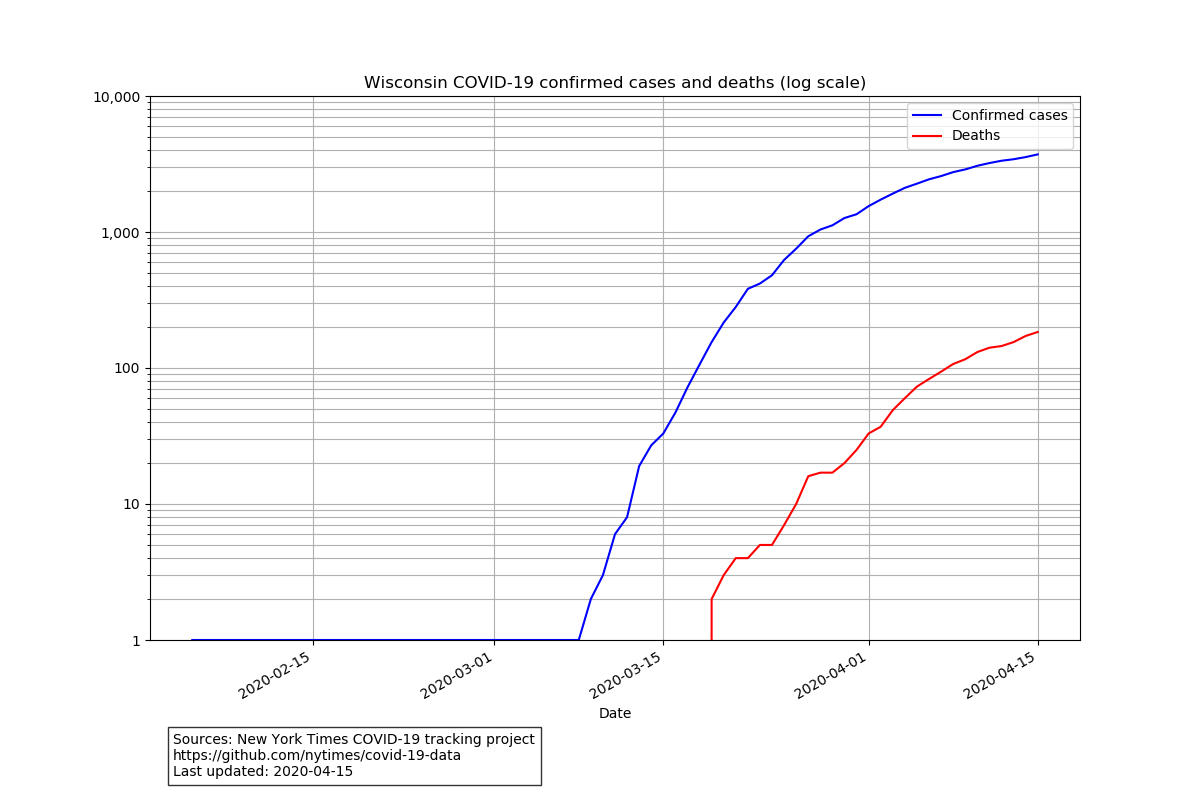 Wisconsin COVID-19 confirmed cases and deaths (log scale)
10,000
1,000
100
10
1
Confirmed cases
Deaths
2020-02-15
2020-03-01
2020-03-15
2020-04-01
2020-04-15
Date
Sources: New York Times COVID-19 tracking project
https://github.com/nytimes/covid-19-data
Last updated: 2020-04-15